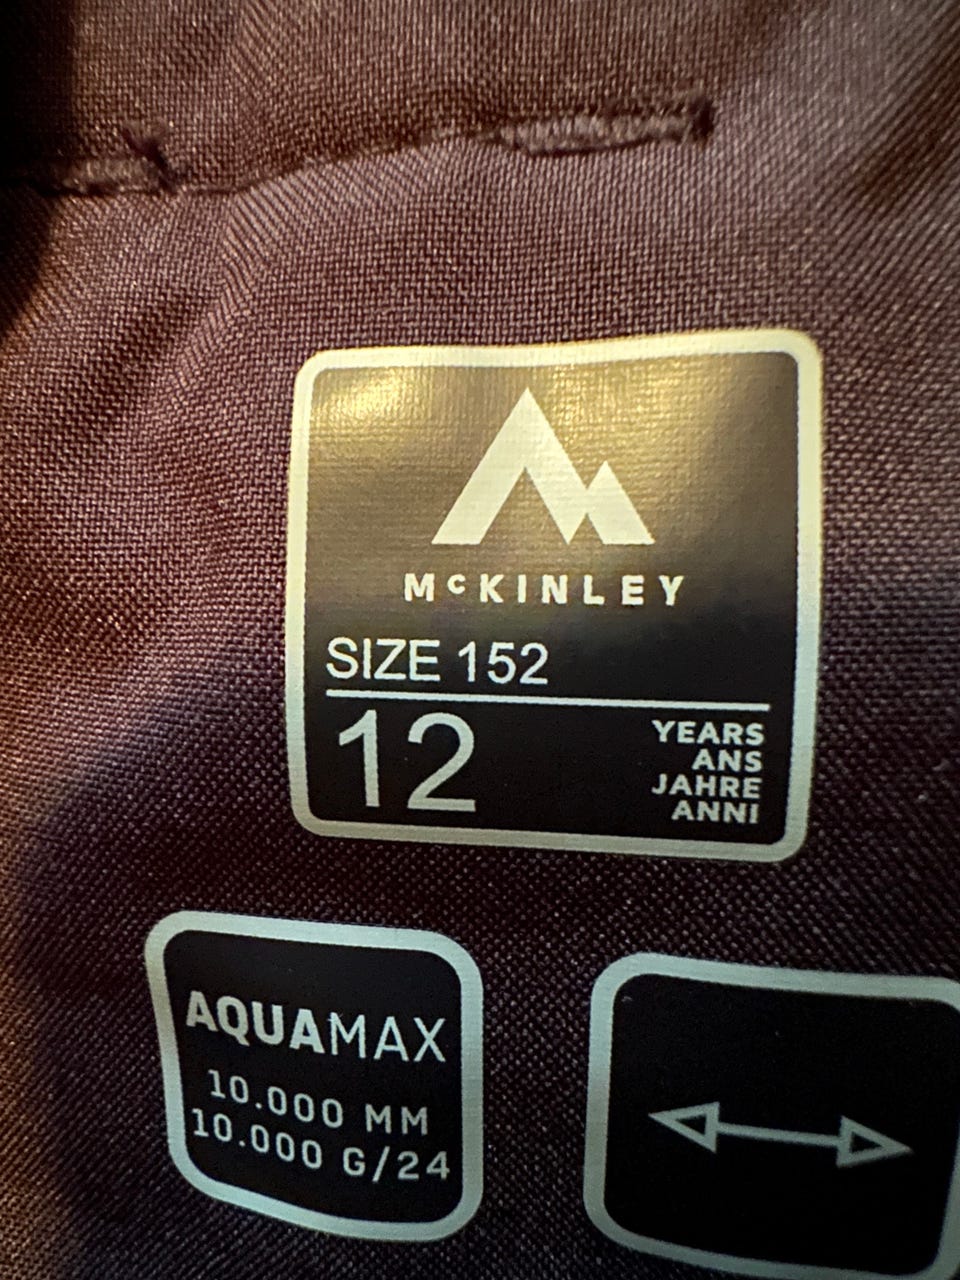 McKINLEY
SIZE 152
12
YEARS
ANS
JAHRE
ANNI
AQUAMAX
10.000 MM
10.000 G/24